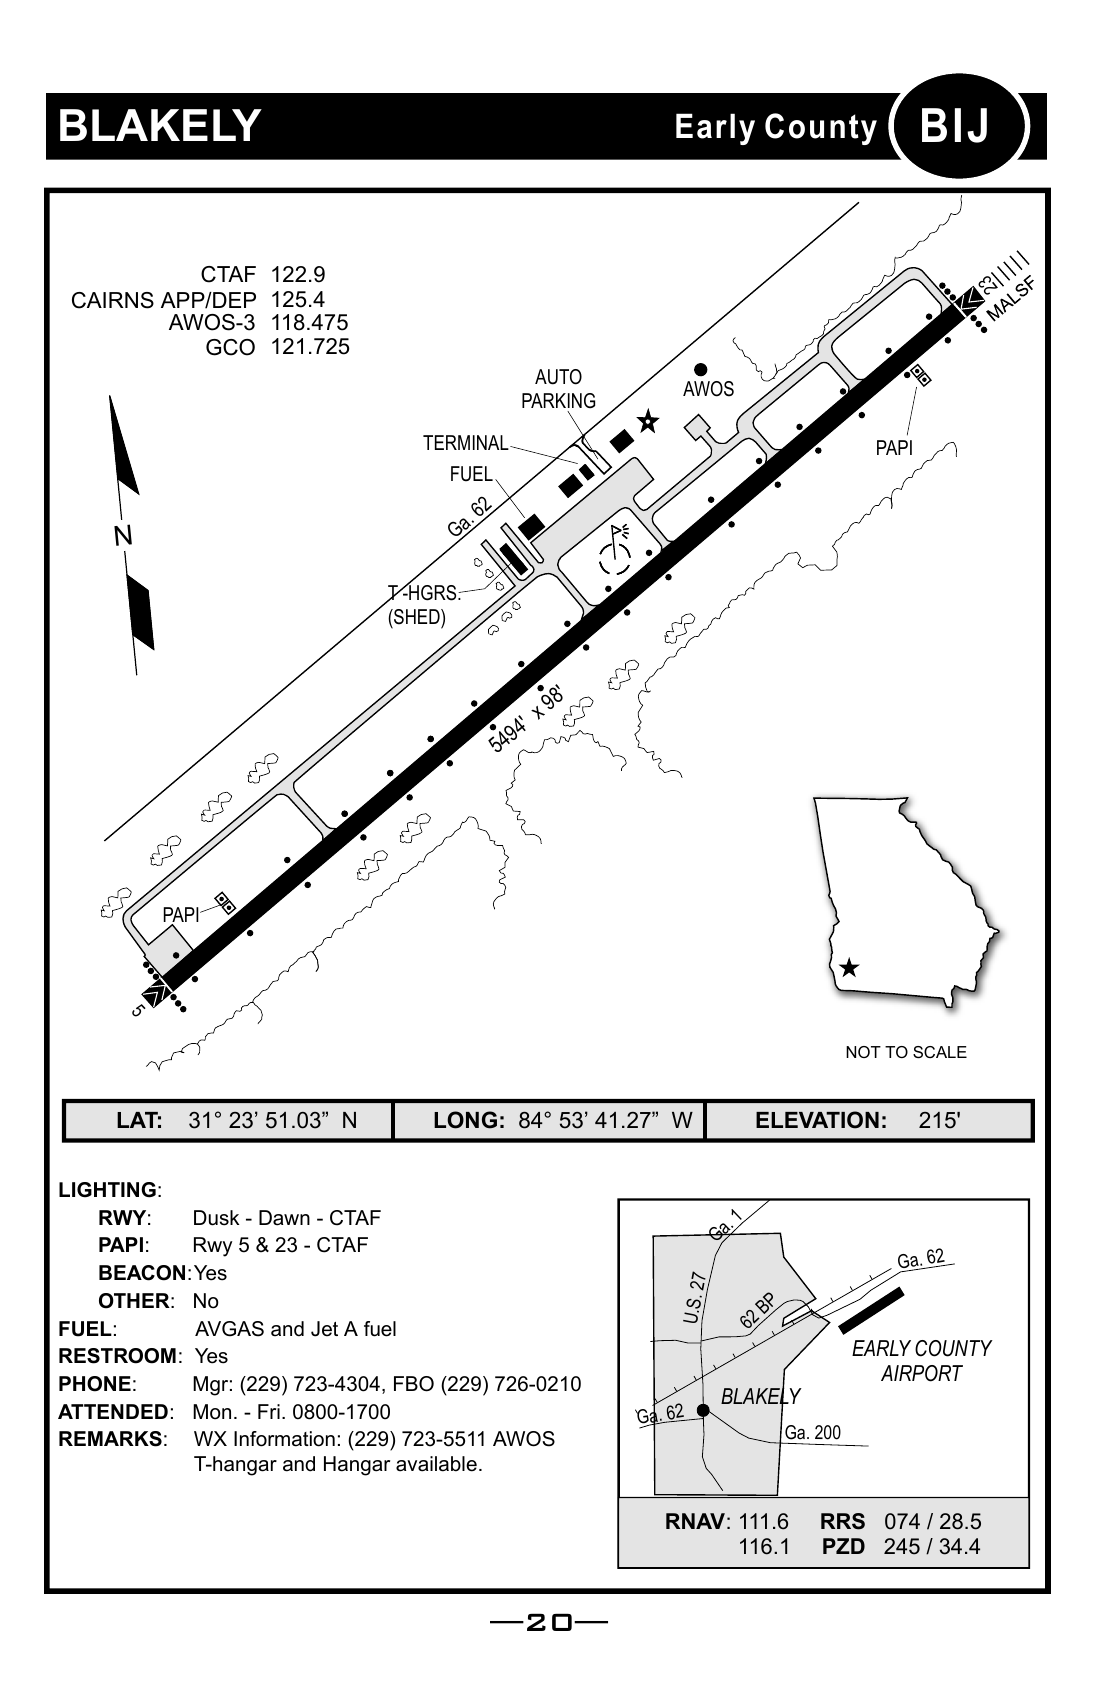 BLAKELY
Early County
BIJ
CTAF 122.9
CAIRNS APP/DEP 125.4
AWOS-3 118.475
GCO 121.725
23
MALSF
AUTO
PARKING
AWOS
TERMINAL
PAPI
FUEL
Ga. 62
N
T -HGRS.
(SHED)
5494' x 98'
PAPI
5
NOT TO SCALE
LAT: 31° 23’ 51.03” N
LONG: 84° 53’ 41.27” W
ELEVATION: 215'
LIGHTING:
RWY: Dusk - Dawn - CTAF
PAPI: Rwy 5 & 23 - CTAF
BEACON: Yes
OTHER: No
FUEL: AVGAS and Jet A fuel
RESTROOM: Yes
PHONE: Mgr: (229) 723-4304, FBO (229) 726-0210
ATTENDED: Mon. - Fri. 0800-1700
REMARKS: WX Information: (229) 723-5511 AWOS
T-hangar and Hangar available.
Ga. 1
Ga. 62
U.S. 27
62 BP
EARLY COUNTY
AIRPORT
BLAKELY
Ga. 62
Ga. 200
RNAV: 111.6 RRS 074 / 28.5
116.1 PZD 245 / 34.4
20